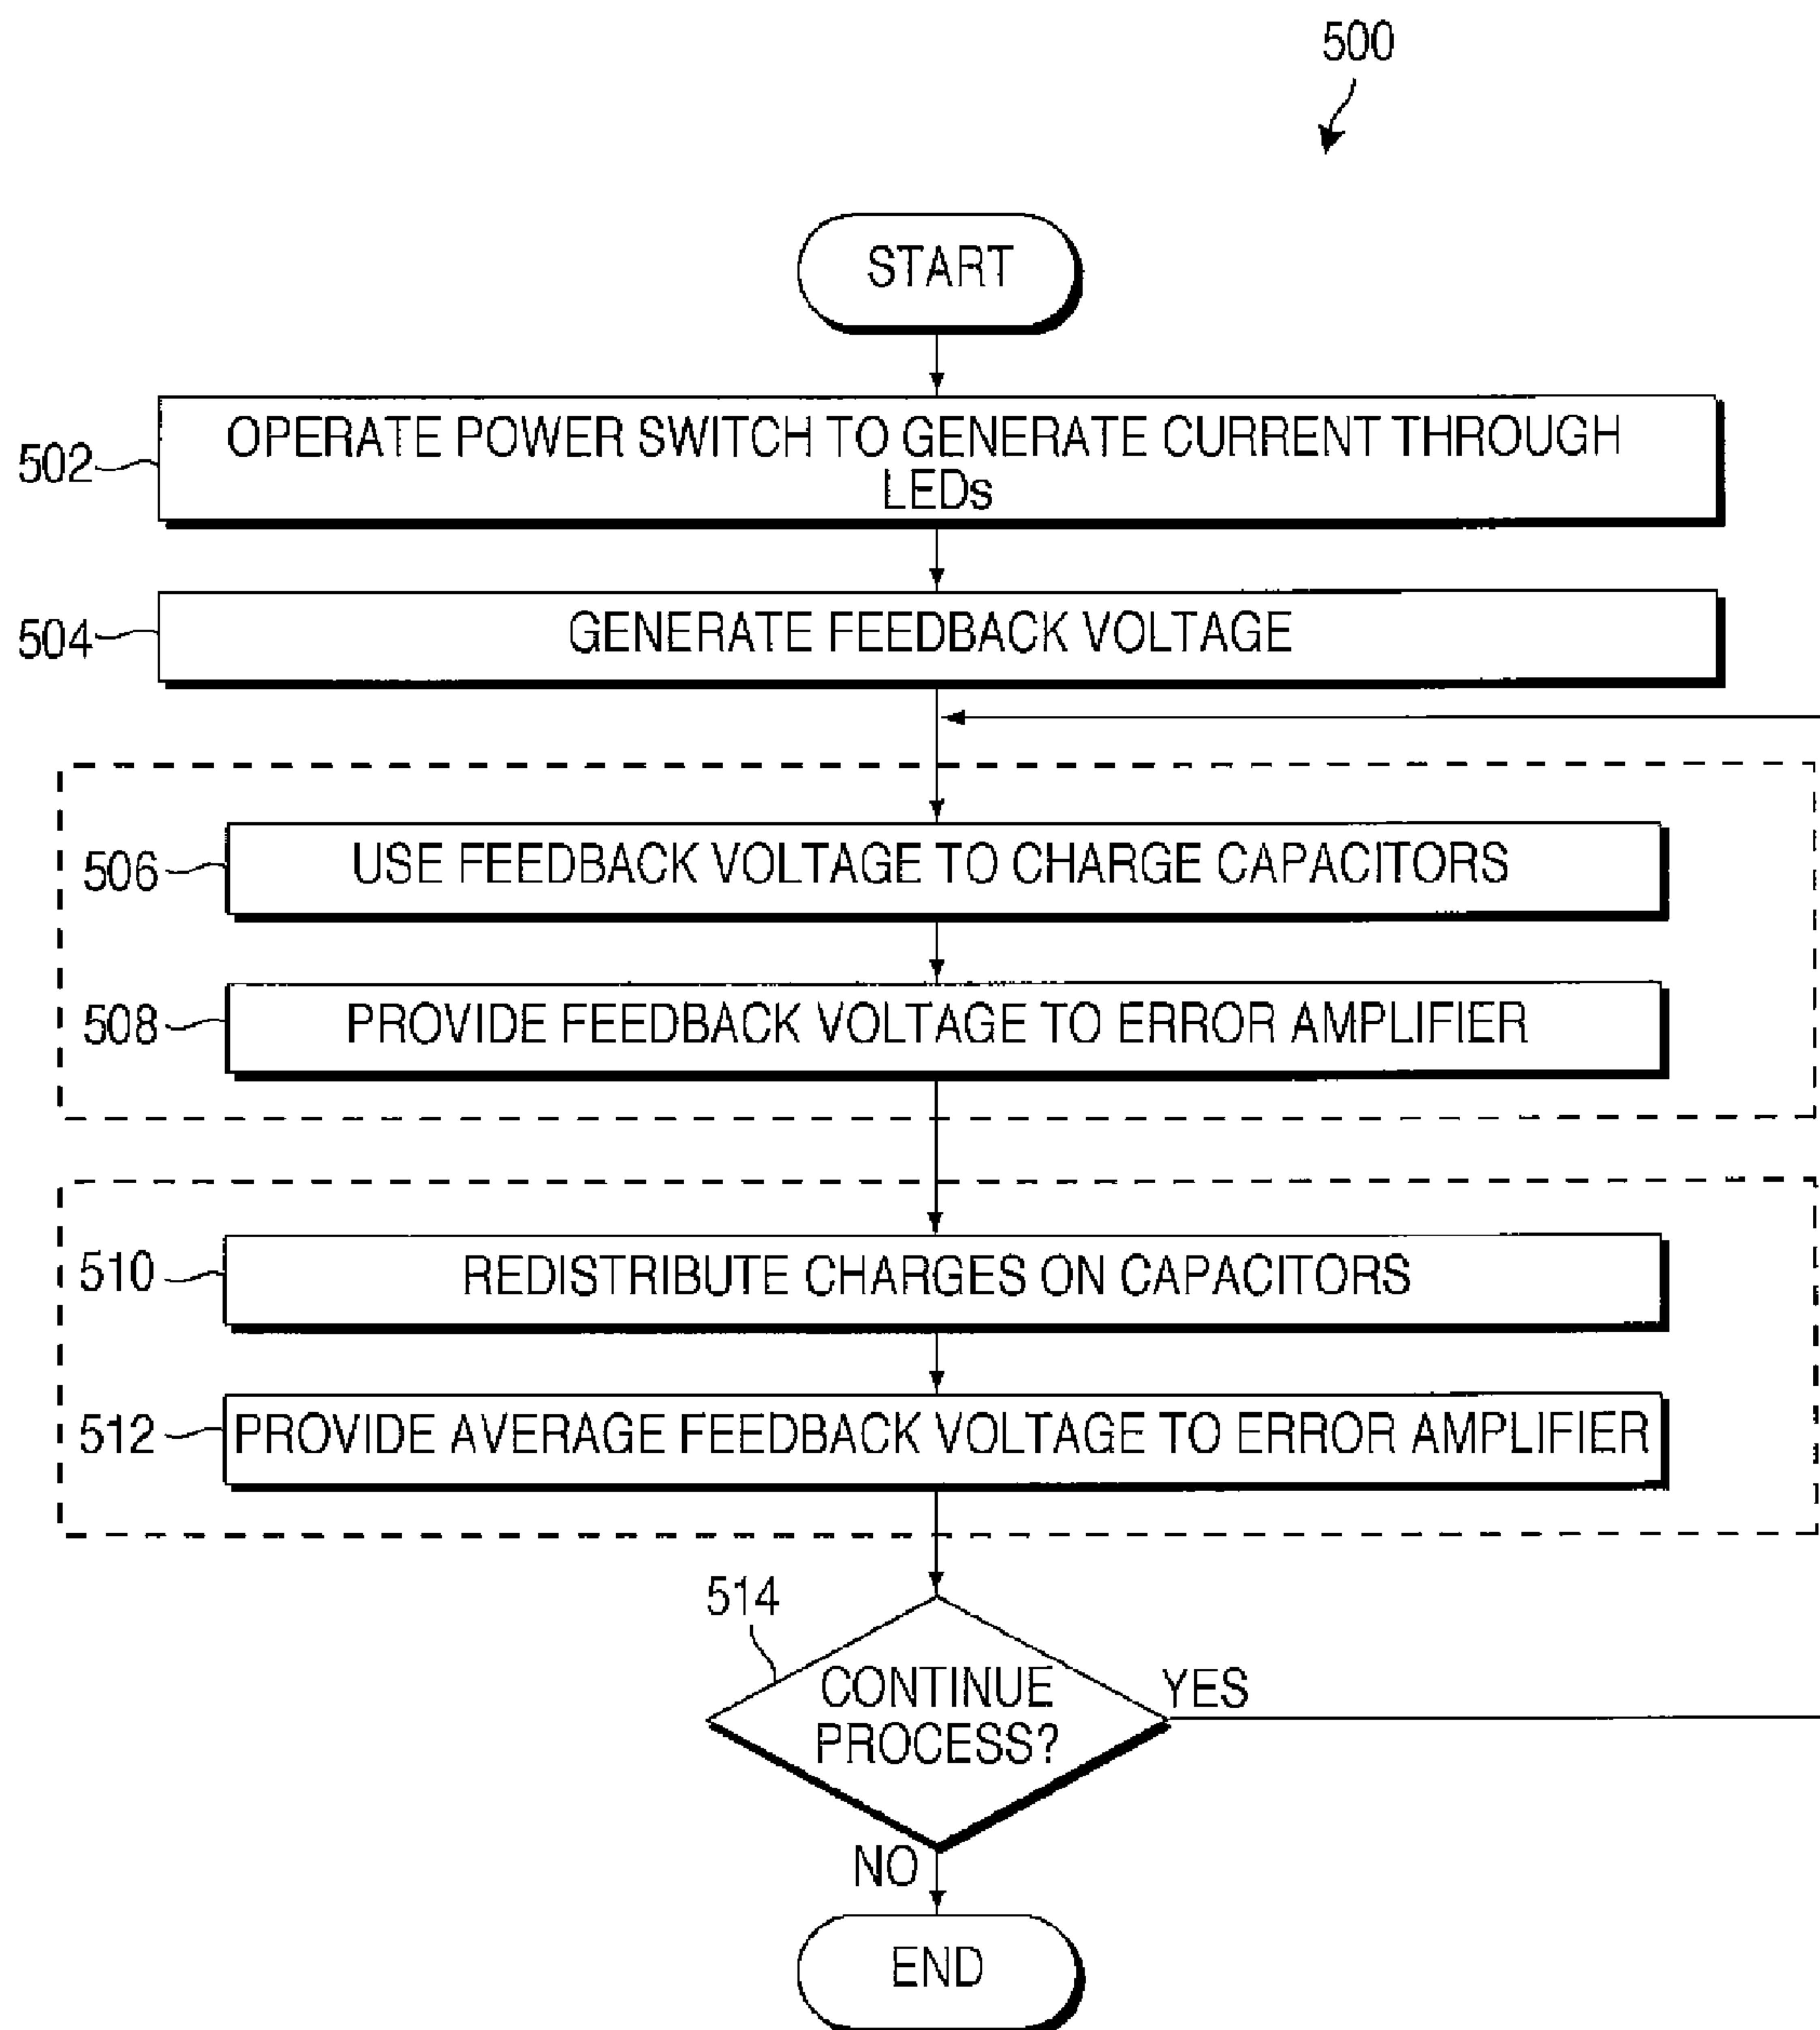 500
START
502
OPERATE POWER SWITCH TO GENERATE CURRENT THROUGH
LEDs
504
GENERATE FEEDBACK VOLTAGE
506
USE FEEDBACK VOLTAGE TO CHARGE CAPACITORS
508
PROVIDE FEEDBACK VOLTAGE TO ERROR AMPLIFIER
510
REDISTRIBUTE CHARGES ON CAPACITORS
512
PROVIDE AVERAGE FEEDBACK VOLTAGE TO ERROR AMPLIFIER
514
CONTINUE
PROCESS?
YES
NO
END